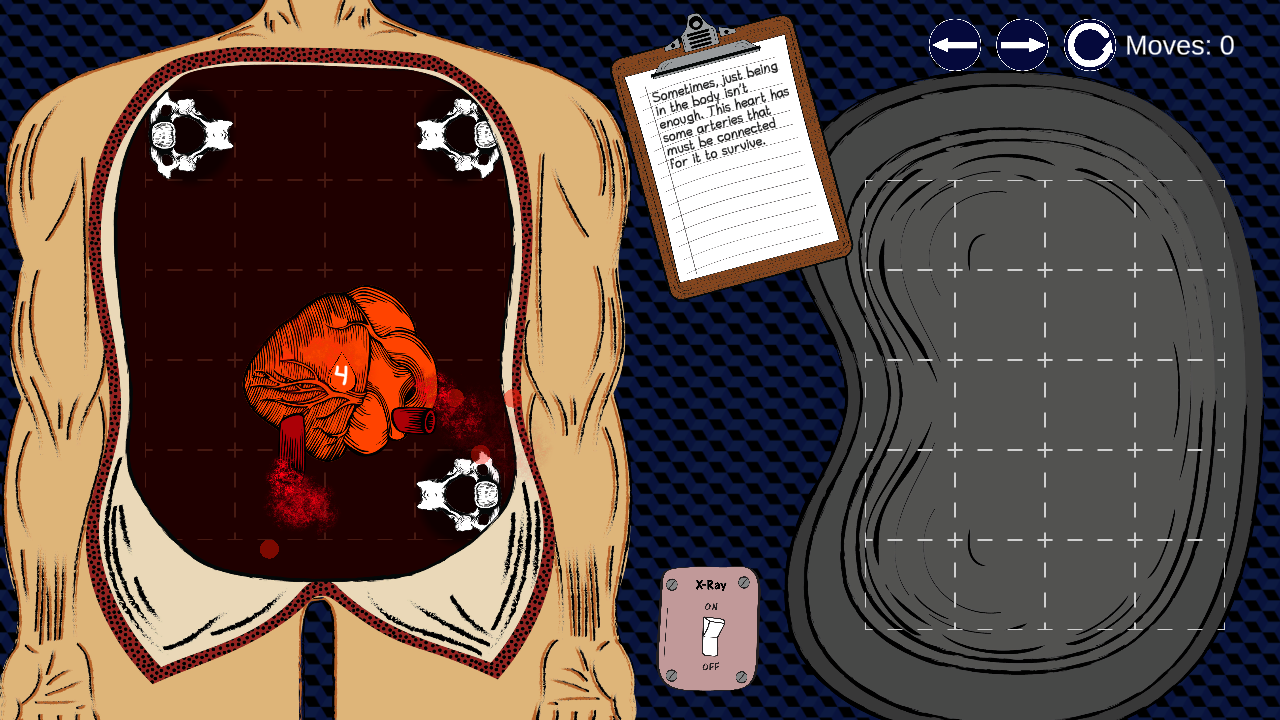 Moves: 0
Sometimes, just being
in the body isn't
enough. This heart has
some arteries that
must be connected
for it to survive.
4
X-Ray
ON
OFF